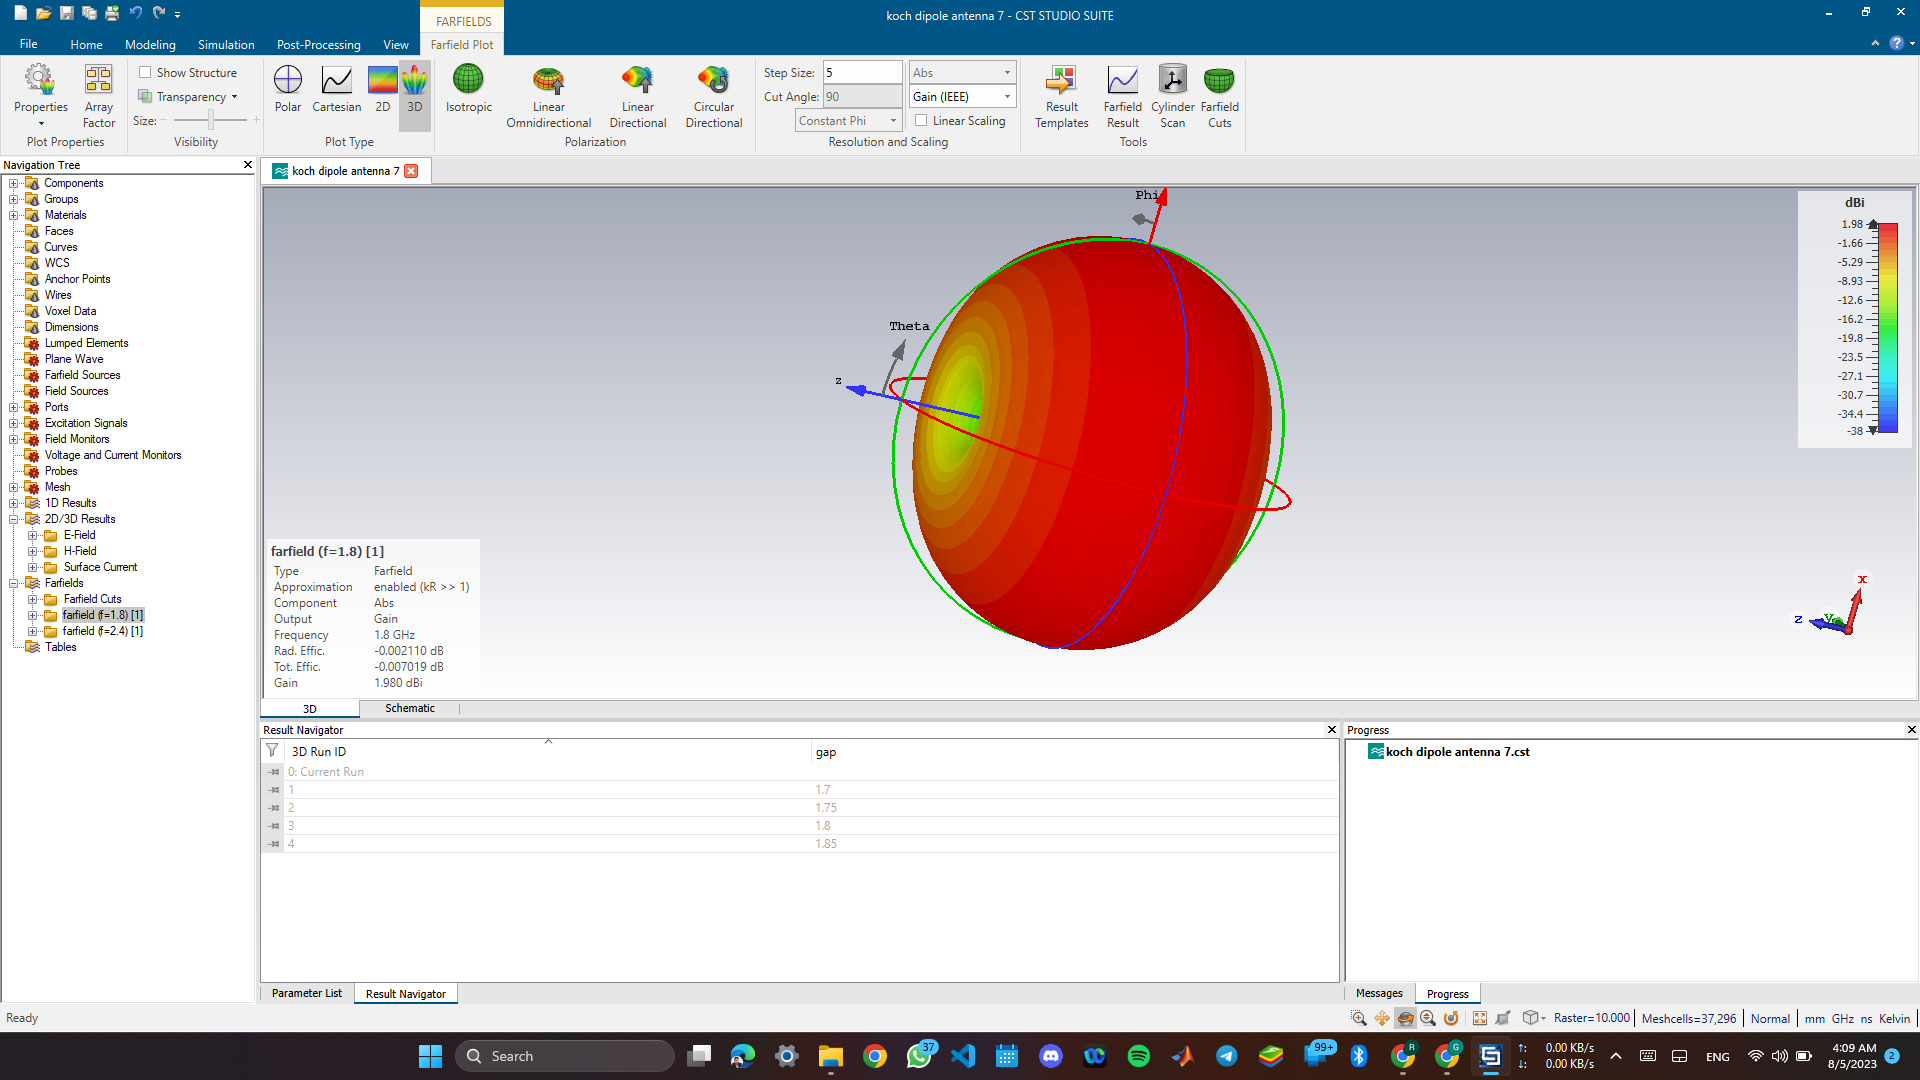 koch dipole antenna 7 - CST STUDIO SUITE
FARFIELDS
File Home Modeling Simulation Post-Processing View Farfield Plot
Properties
Array Factor
Plot Properties
Show Structure
Transparency
Size:
Visibility
Polar Cartesian 2D 3D
Plot Type
Isotropic
Linear Omnidirectional
Linear Directional
Circular Directional
Polarization
Step Size: 5 Abs
Cut Angle: 90 Gain (IEEE)
Constant Phi Linear Scaling
Resolution and Scaling
Result Templates
Farfield Result
Cylinder Scan
Farfield Cuts
Tools
Navigation Tree
Components
Groups
Materials
Faces
Curves
WCS
Anchor Points
Wires
Voxel Data
Dimensions
Lumped Elements
Plane Wave
Farfield Sources
Field Sources
Ports
Excitation Signals
Field Monitors
Voltage and Current Monitors
Probes
Mesh
1D Results
2D/3D Results
E-Field
H-Field
Surface Current
Farfields
Farfield Cuts
farfield (f=1.8) [1]
farfield (f=2.4) [1]
Tables
koch dipole antenna 7
Phi
Theta
z
dBi
1.98
-1.66
-5.29
-8.93
-12.6
-16.2
-19.8
-23.5
-27.1
-30.7
-34.4
-38
x
y
z
farfield (f=1.8) [1]
Type Farfield
Approximation enabled (kR >> 1)
Component Abs
Output Gain
Frequency 1.8 GHz
Rad. Effic. -0.002110 dB
Tot. Effic. -0.007019 dB
Gain 1.980 dBi
3D Schematic
Result Navigator
3D Run ID gap
0: Current Run
1 1.7
2 1.75
3 1.8
4 1.85
Parameter List Result Navigator
Progress
koch dipole antenna 7.cst
Messages Progress
Ready
Raster=10.000 Meshcells=37,296 Normal mm GHz ns Kelvin
Search
37
99+
R
G
0.00 KB/s
0.00 KB/s
ENG
4:09 AM
8/5/2023
2